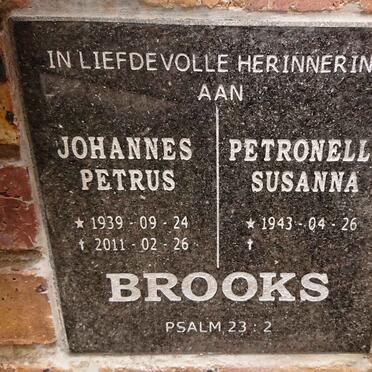 IN LIEFDEVOLLE HERINNERIN
AAN
JOHANNES
PETRUS
★ 1939 - 09 - 24
† 2011 - 02 - 26
PETRONELL
SUSANNA
★ 1943 - 04 - 26
†
BROOKS
PSALM 23 : 2